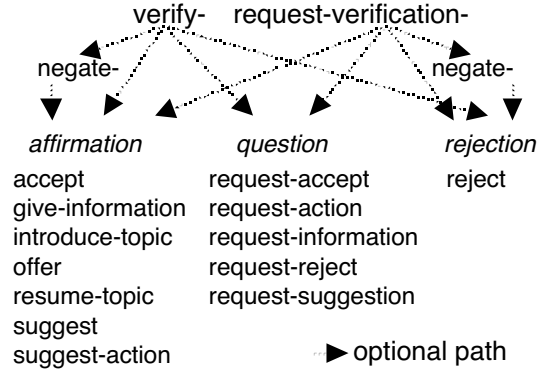 verify- request-verification-
negate- negate-
affirmation question rejection
accept request-accept reject
give-information request-action
introduce-topic request-information
offer request-reject
resume-topic request-suggestion
suggest
suggest-action optional path